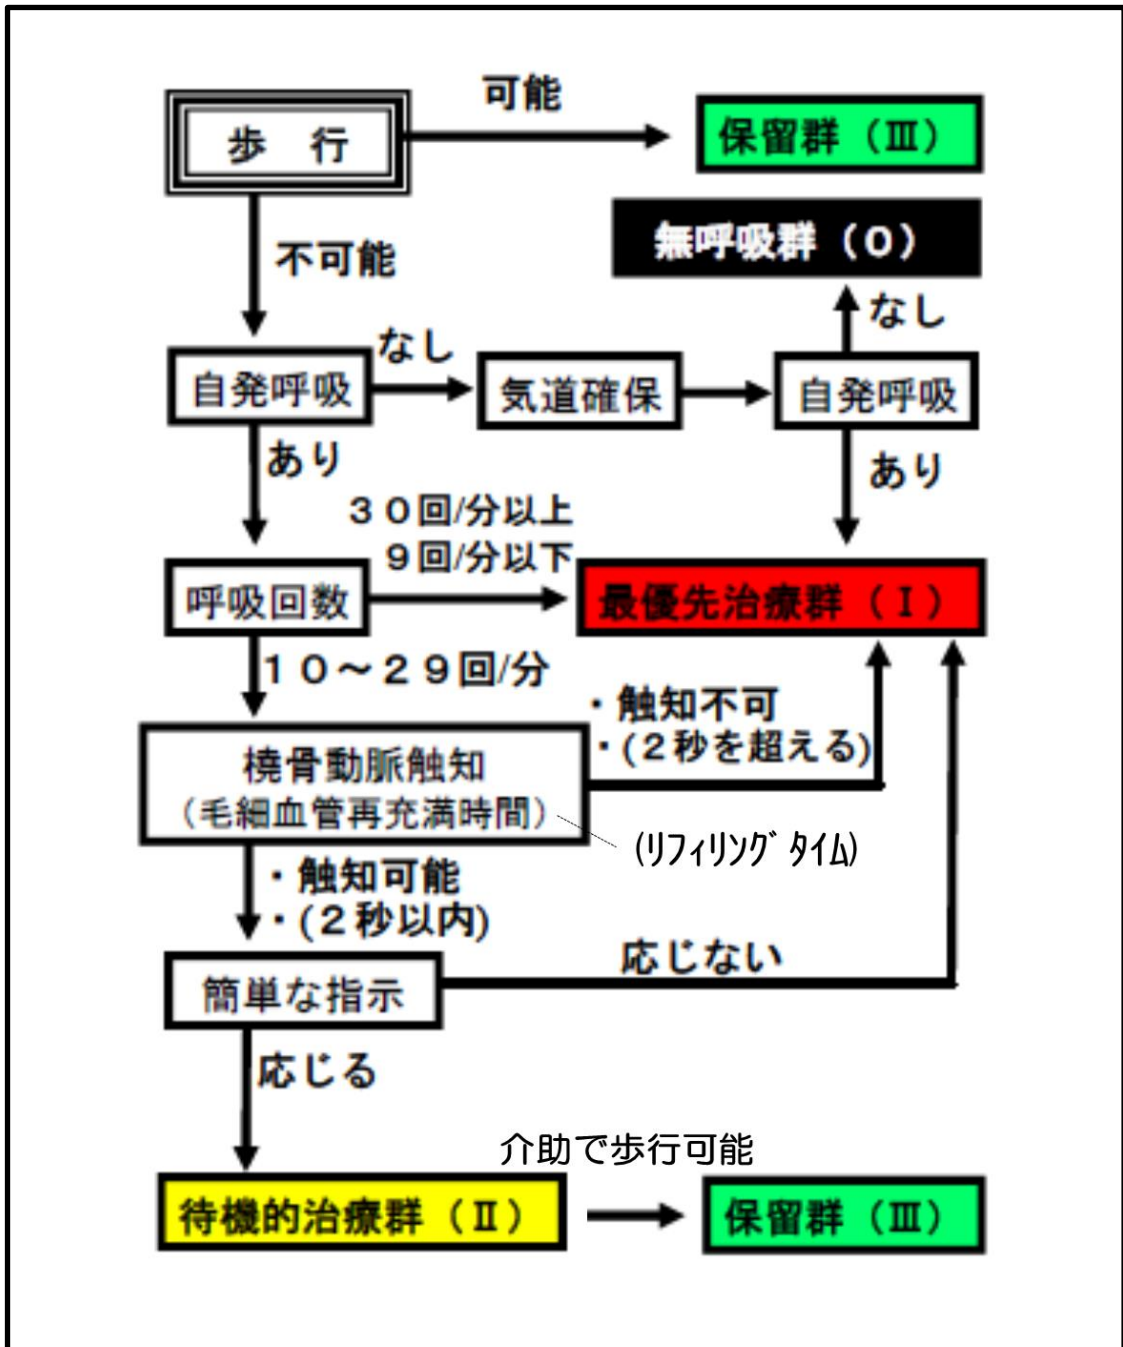 可能
歩　行
保留群（Ⅲ）
無呼吸群（０）
不可能
なし
なし
自発呼吸
気道確保
自発呼吸
あり
あり
３０回/分以上
９回/分以下
呼吸回数
最優先治療群（Ⅰ）
１０～２９回/分
・触知不可
・(２秒を超える)
橈骨動脈触知
（毛細血管再充満時間）
(ﾘﾌｨﾘﾝｸﾞﾀｲﾑ)
・触知可能
・(２秒以内)
応じない
簡単な指示
応じる
介助で歩行可能
待機的治療群（Ⅱ）
保留群（Ⅲ）